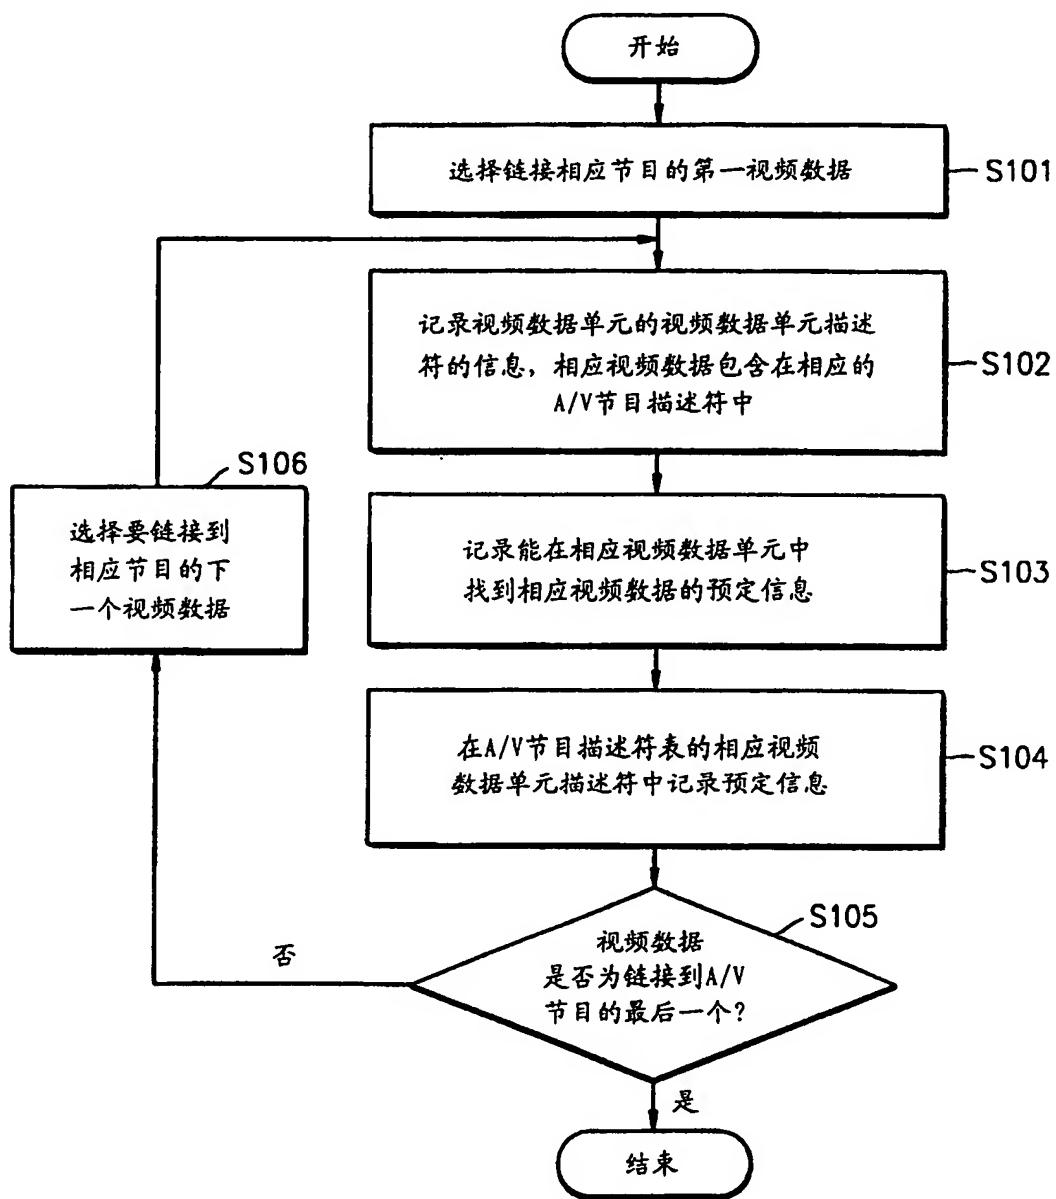 开始
选择链接相应节目的第一视频数据
S101
记录视频数据单元的视频数据单元描述
符的信息，相应视频数据包含在相应的
A/V节目描述符中
S102
S106
选择要链接到
相应节目的下
一个视频数据
记录能在相应视频数据单元中
找到相应视频数据的预定信息
S103
在A/V节目描述符表的相应视频
数据单元描述符中记录预定信息
S104
S105
视频数据
是否为链接到A/V
节目的最后一个?
否
是
结束